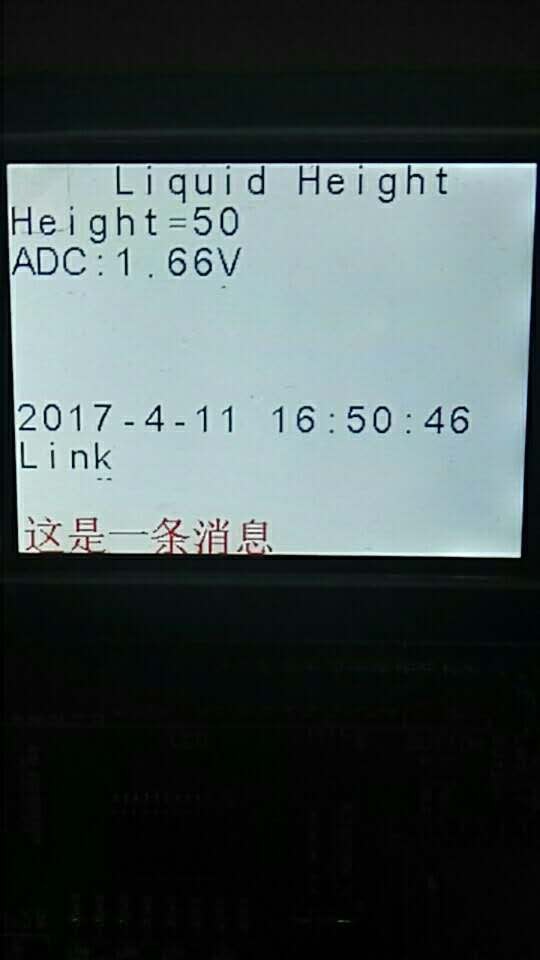 Liquid Height
Height=50
ADC:1.66V
2017-4-11 16:50:46
Link
这是一条消息